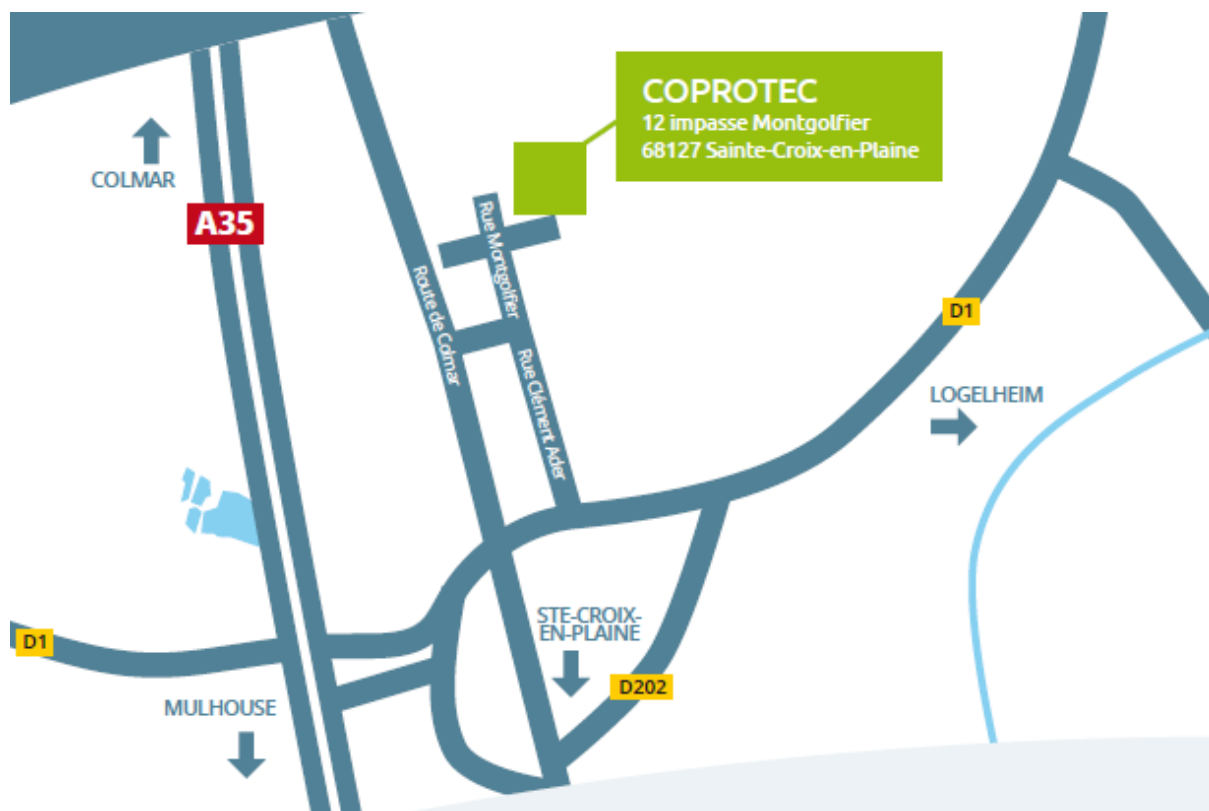 COPROTEC
12 impasse Montgolfier
68127 Sainte-Croix-en-Plaine
COLMAR
A35
Rue Montgolfier
Route de Colmar
D1
Rue Clément Ader
LOGELHEIM
STE-CROIX-
EN-PLAINE
D1
D202
MULHOUSE